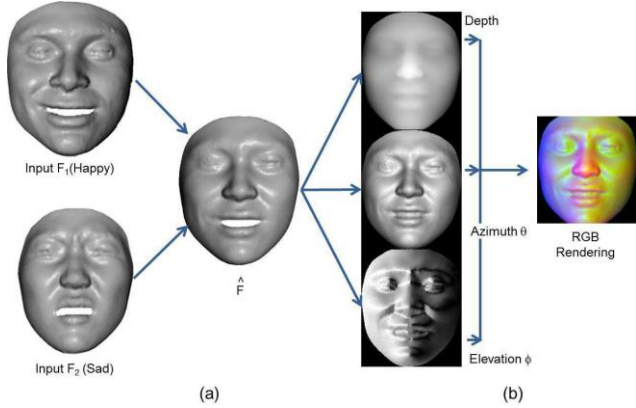 Depth
Input F₁(Happy)
^
F
Azimuth θ
RGB
Rendering
Input F₂ (Sad)
Elevation ϕ
(a)
(b)